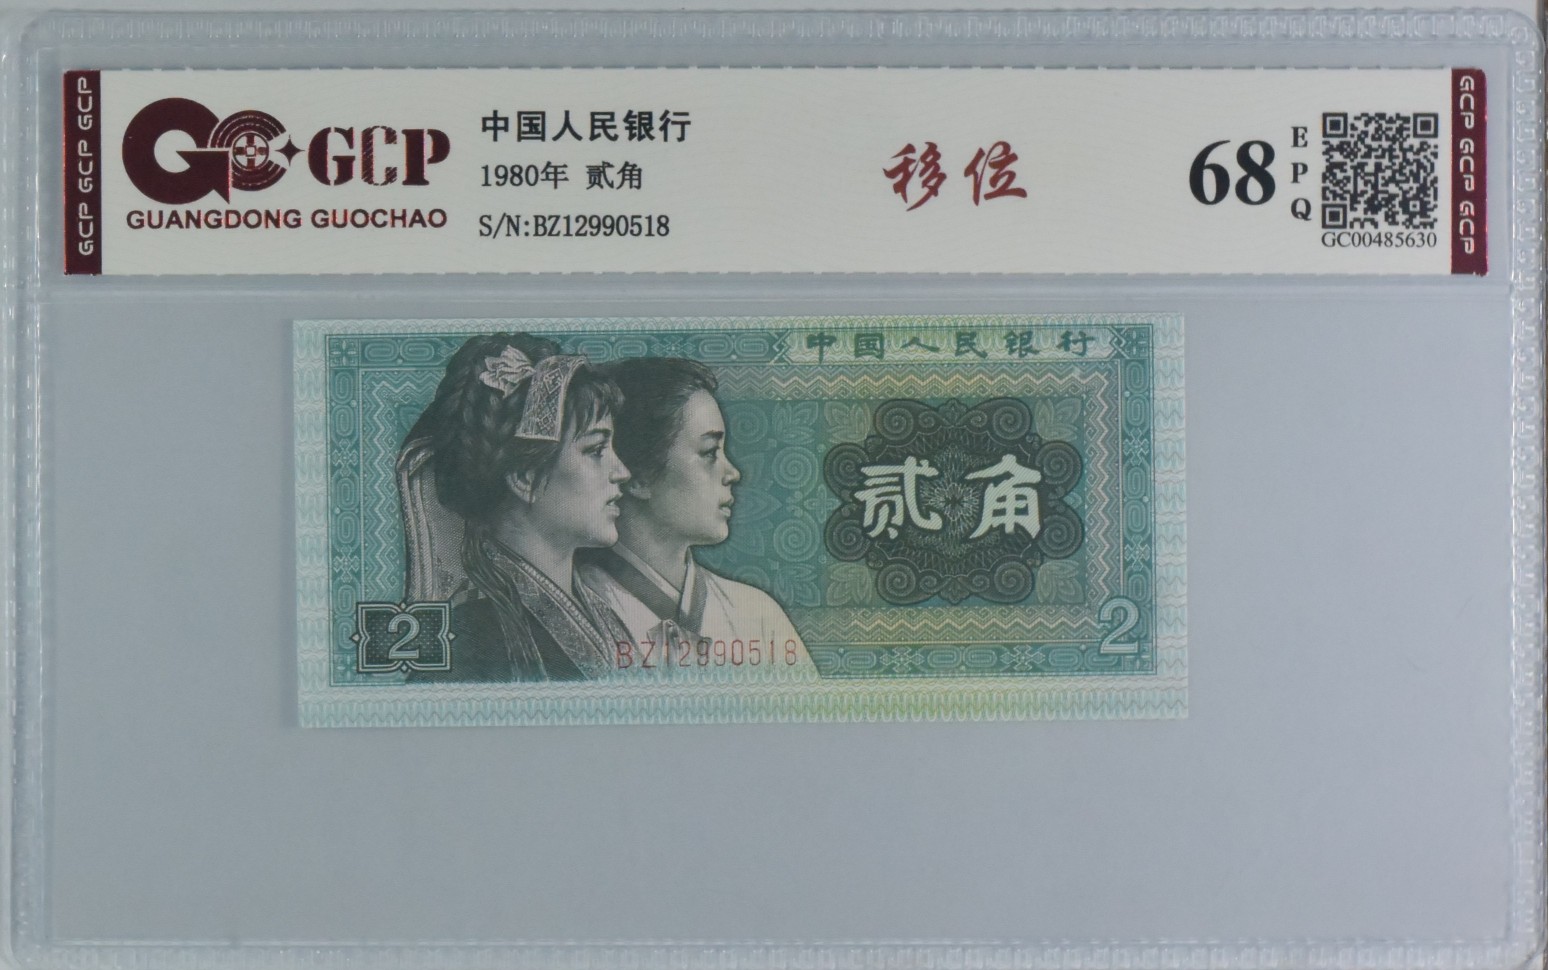 GCP GCP GCP
GCP
GUANGDONG GUOCHAO
中国人民银行
1980年 贰角
S/N:BZ12990518
移位
68
EPQ
GC00485630
GCP GCP GCP
中国人民银行
贰角
2
2
BZ12990518